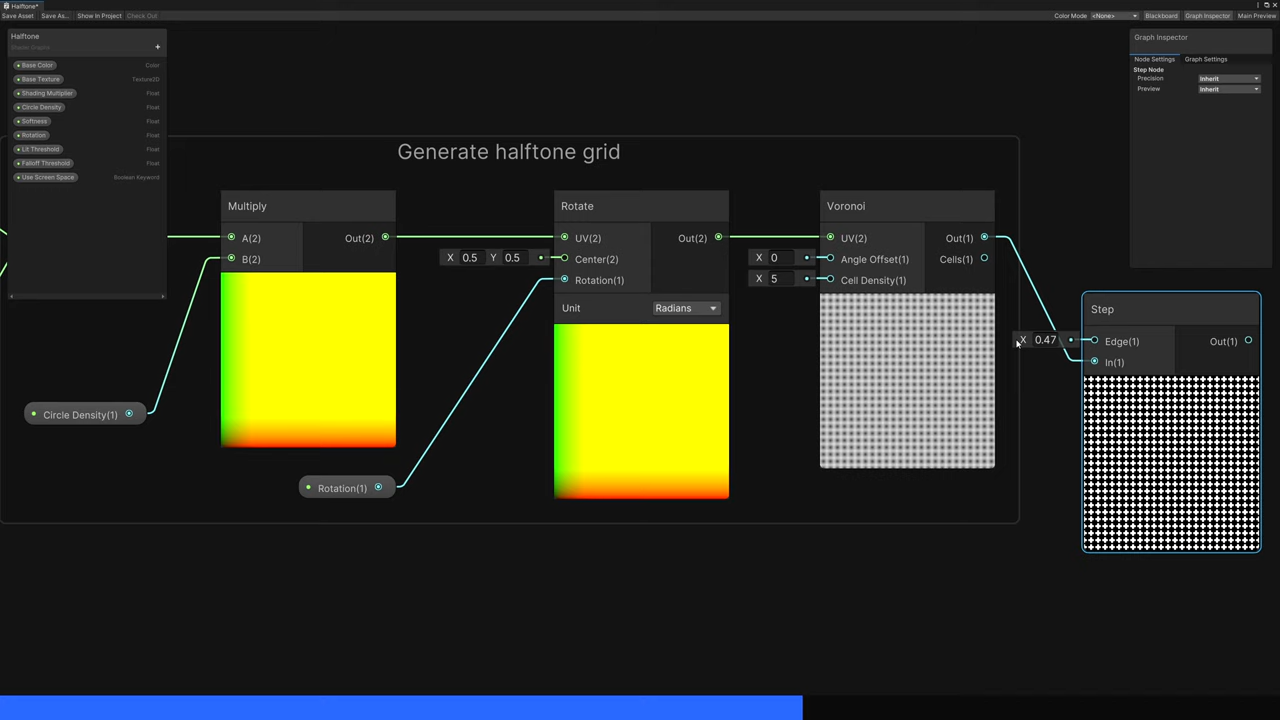 Halftone*
Save Asset Save As... Show In Project Check Out Color Mode <None> Blackboard Graph Inspector Main Preview
Halftone
Shader Graphs
+
Base Color Color
Base Texture Texture2D
Shading Multiplier Float
Circle Density Float
Softness Float
Rotation Float
Lit Threshold Float
Falloff Threshold Float
Use Screen Space Boolean Keyword
Graph Inspector
Node Settings Graph Settings
Step Node
Precision Inherit
Preview Inherit
Generate halftone grid
Multiply
A(2) Out(2)
B(2)
Circle Density(1)
Rotation(1)
Rotate
UV(2) Out(2)
X 0.5 Y 0.5 Center(2)
Rotation(1)
Unit Radians
Voronoi
UV(2) Out(1)
X 0 Angle Offset(1) Cells(1)
X 5 Cell Density(1)
Step
X 0.47 Edge(1) Out(1)
In(1)